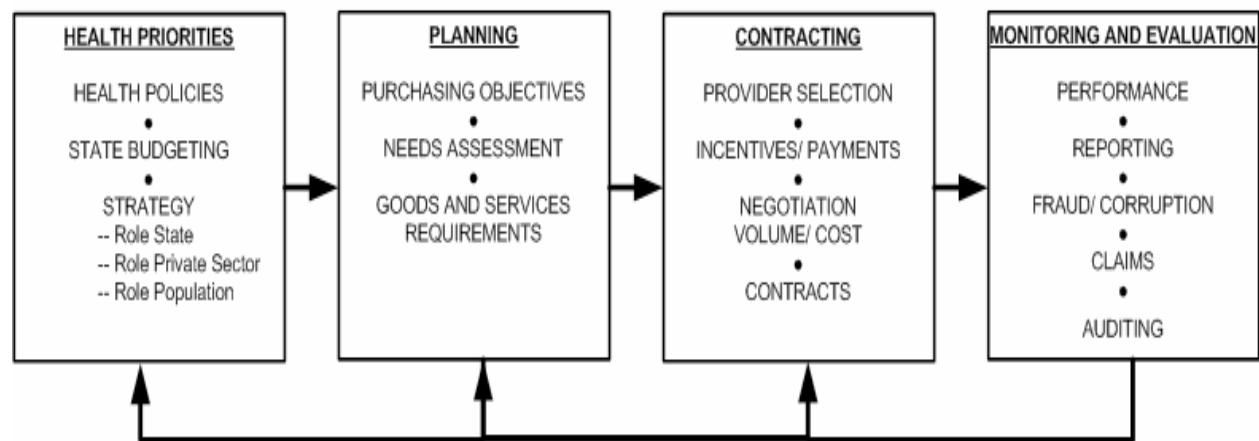 HEALTH PRIORITIES
HEALTH POLICIES
•
STATE BUDGETING
•
STRATEGY
-- Role State
-- Role Private Sector
-- Role Population
PLANNING
PURCHASING OBJECTIVES
•
NEEDS ASSESSMENT
•
GOODS AND SERVICES
REQUIREMENTS
CONTRACTING
PROVIDER SELECTION
•
INCENTIVES/ PAYMENTS
•
NEGOTIATION
VOLUME/ COST
•
CONTRACTS
MONITORING AND EVALUATION
PERFORMANCE
•
REPORTING
•
FRAUD/ CORRUPTION
•
CLAIMS
•
AUDITING